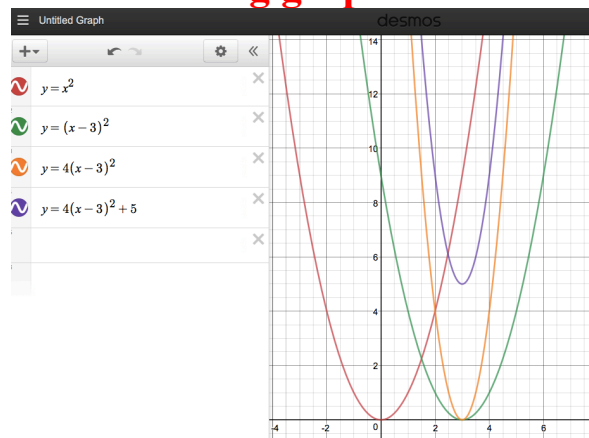 Untitled Graph
desmos
y = x²
y = (x − 3)²
y = 4(x − 3)²
y = 4(x − 3)² + 5
14
12
10
8
6
4
2
-4 -2 0 2 4 6